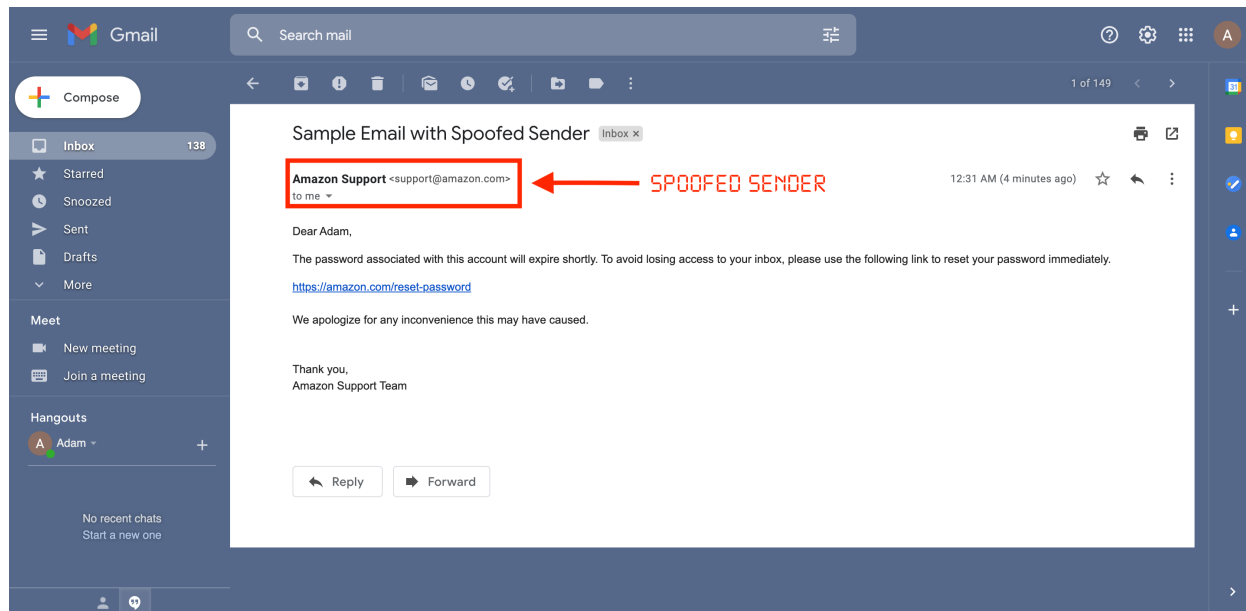 Gmail
Search mail
A
Compose
1 of 149
31
Inbox 138
Starred
Snoozed
Sent
Drafts
More
Meet
New meeting
Join a meeting
Hangouts
A Adam
No recent chats
Start a new one
Sample Email with Spoofed Sender Inbox ×
Amazon Support <support@amazon.com> SPOOFED SENDER 12:31 AM (4 minutes ago)
to me
Dear Adam,
The password associated with this account will expire shortly. To avoid losing access to your inbox, please use the following link to reset your password immediately.
https://amazon.com/reset-password
We apologize for any inconvenience this may have caused.
Thank you,
Amazon Support Team
Reply Forward